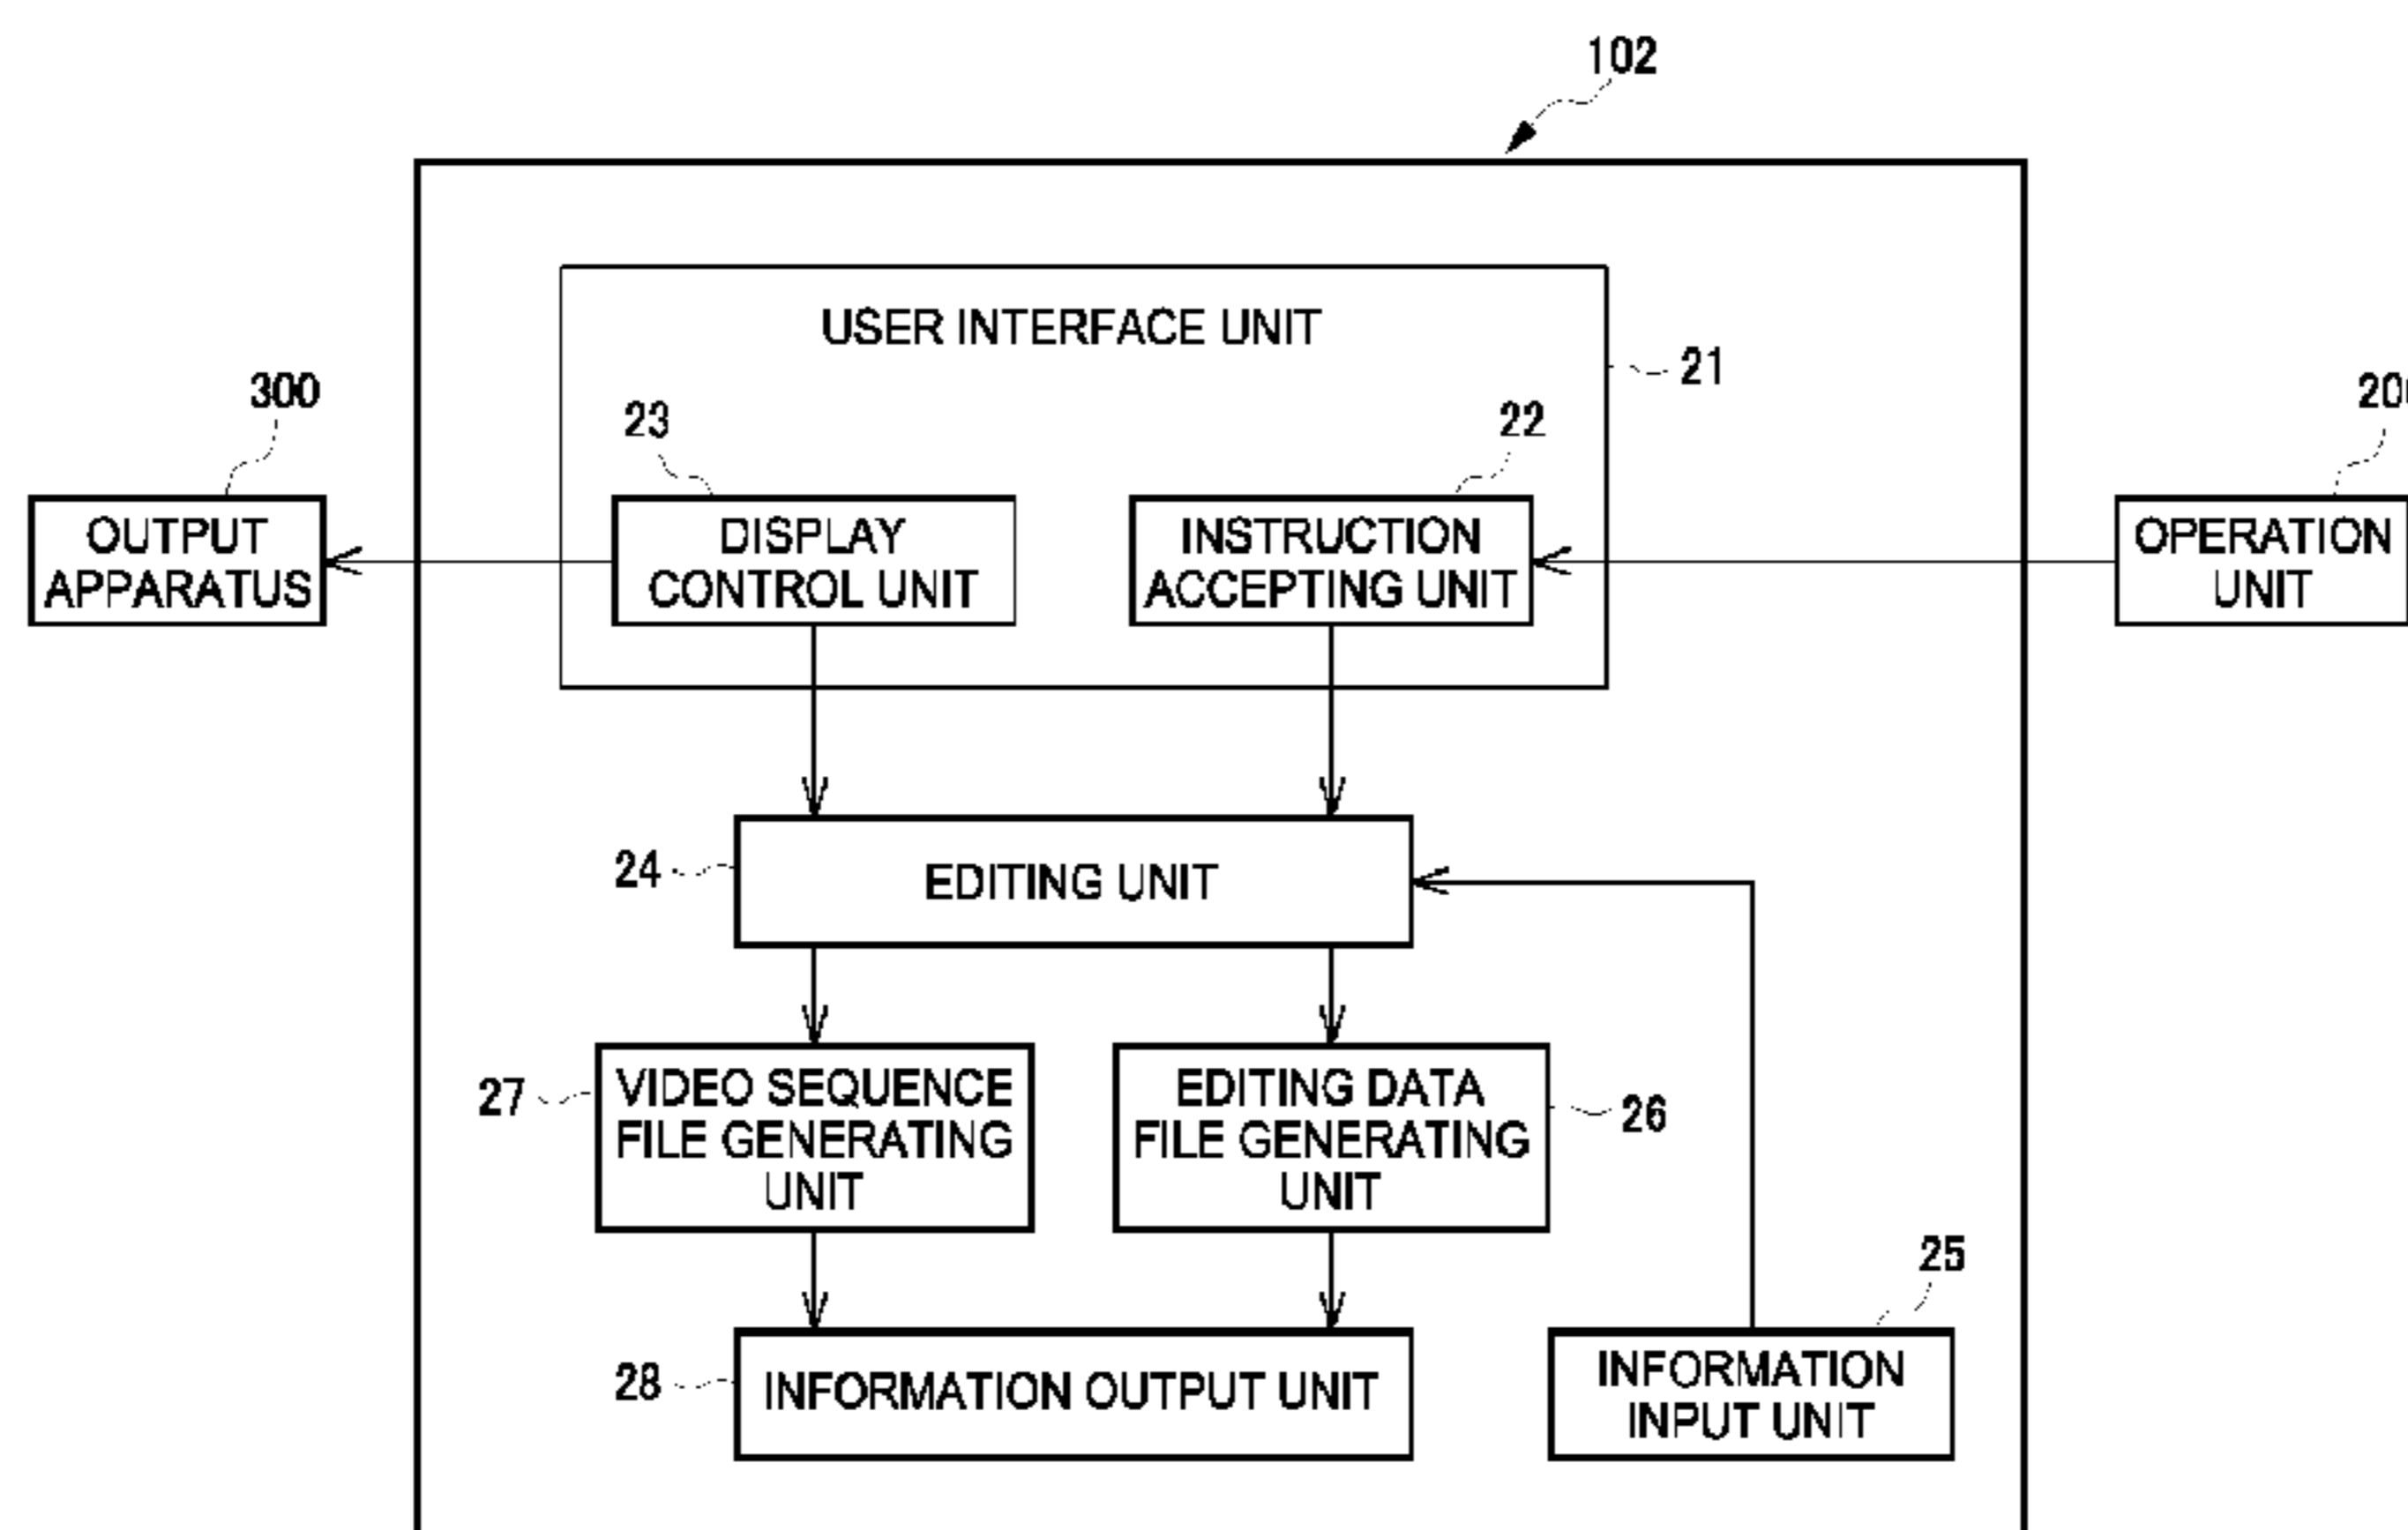 102
USER INTERFACE UNIT
21
300
23
22
OUTPUT
APPARATUS
DISPLAY
CONTROL UNIT
INSTRUCTION
ACCEPTING UNIT
OPERATION
UNIT
24
EDITING UNIT
27
VIDEO SEQUENCE
FILE GENERATING
UNIT
EDITING DATA
FILE GENERATING
UNIT
26
25
28
INFORMATION OUTPUT UNIT
INFORMATION
INPUT UNIT